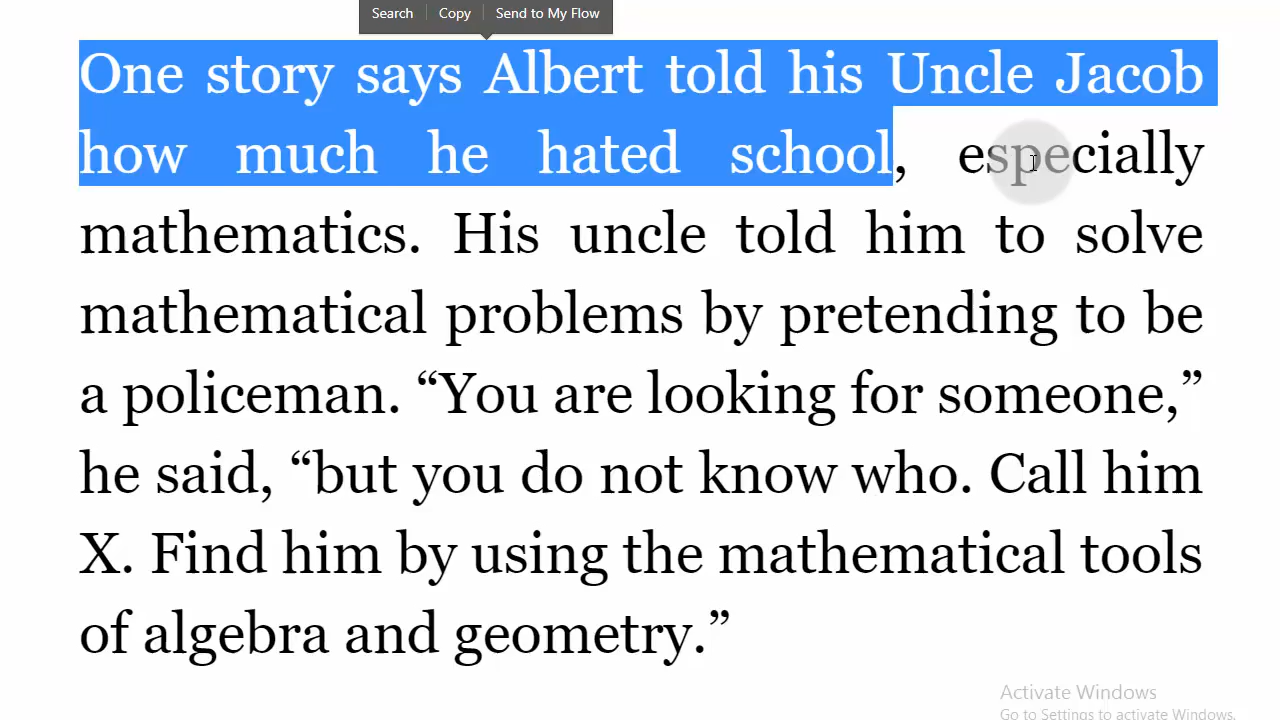 Search Copy Send to My Flow
One story says Albert told his Uncle Jacob
how much he hated school, especially
mathematics. His uncle told him to solve
mathematical problems by pretending to be
a policeman. “You are looking for someone,”
he said, “but you do not know who. Call him
X. Find him by using the mathematical tools
of algebra and geometry.”
Activate Windows
Go to Settings to activate Windows.